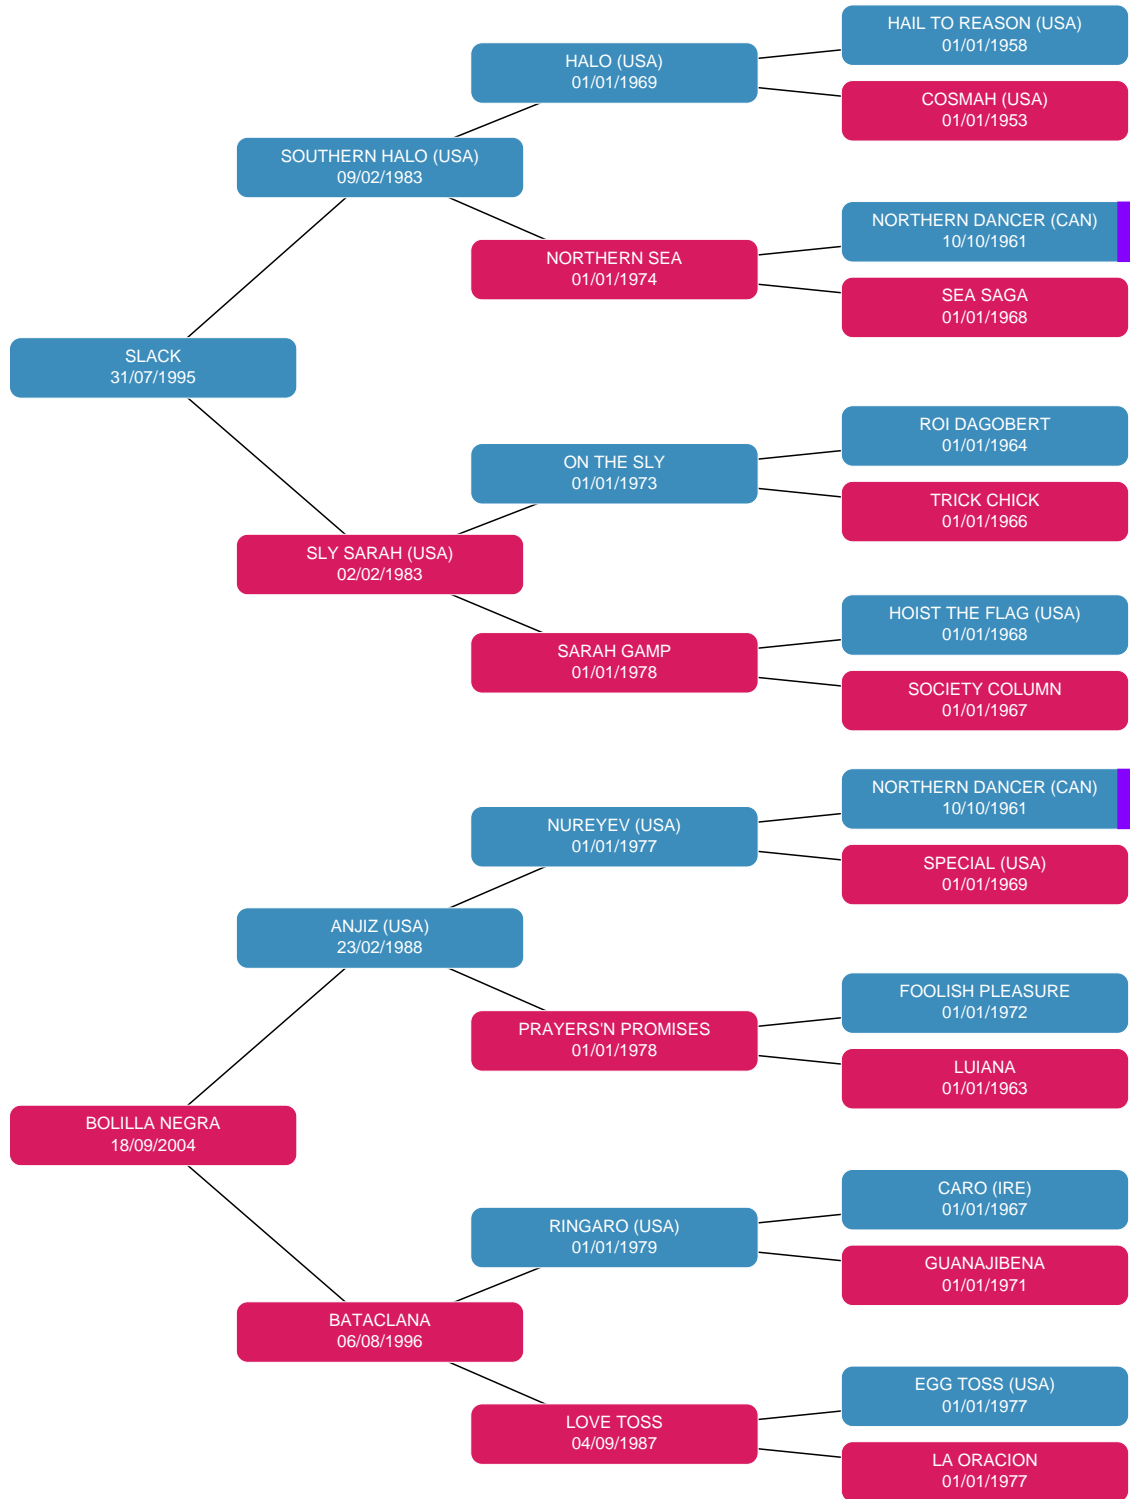 HAIL TO REASON (USA)
01/01/1958
HALO (USA)
01/01/1969
COSMAH (USA)
01/01/1953
SOUTHERN HALO (USA)
09/02/1983
NORTHERN DANCER (CAN)
10/10/1961
NORTHERN SEA
01/01/1974
SEA SAGA
01/01/1968
SLACK
31/07/1995
ROI DAGOBERT
01/01/1964
ON THE SLY
01/01/1973
TRICK CHICK
01/01/1966
SLY SARAH (USA)
02/02/1983
HOIST THE FLAG (USA)
01/01/1968
SARAH GAMP
01/01/1978
SOCIETY COLUMN
01/01/1967
NORTHERN DANCER (CAN)
10/10/1961
NUREYEV (USA)
01/01/1977
SPECIAL (USA)
01/01/1969
ANJIZ (USA)
23/02/1988
FOOLISH PLEASURE
01/01/1972
PRAYERS'N PROMISES
01/01/1978
LUIANA
01/01/1963
BOLILLA NEGRA
18/09/2004
CARO (IRE)
01/01/1967
RINGARO (USA)
01/01/1979
GUANAJIBENA
01/01/1971
BATACLANA
06/08/1996
EGG TOSS (USA)
01/01/1977
LOVE TOSS
04/09/1987
LA ORACION
01/01/1977